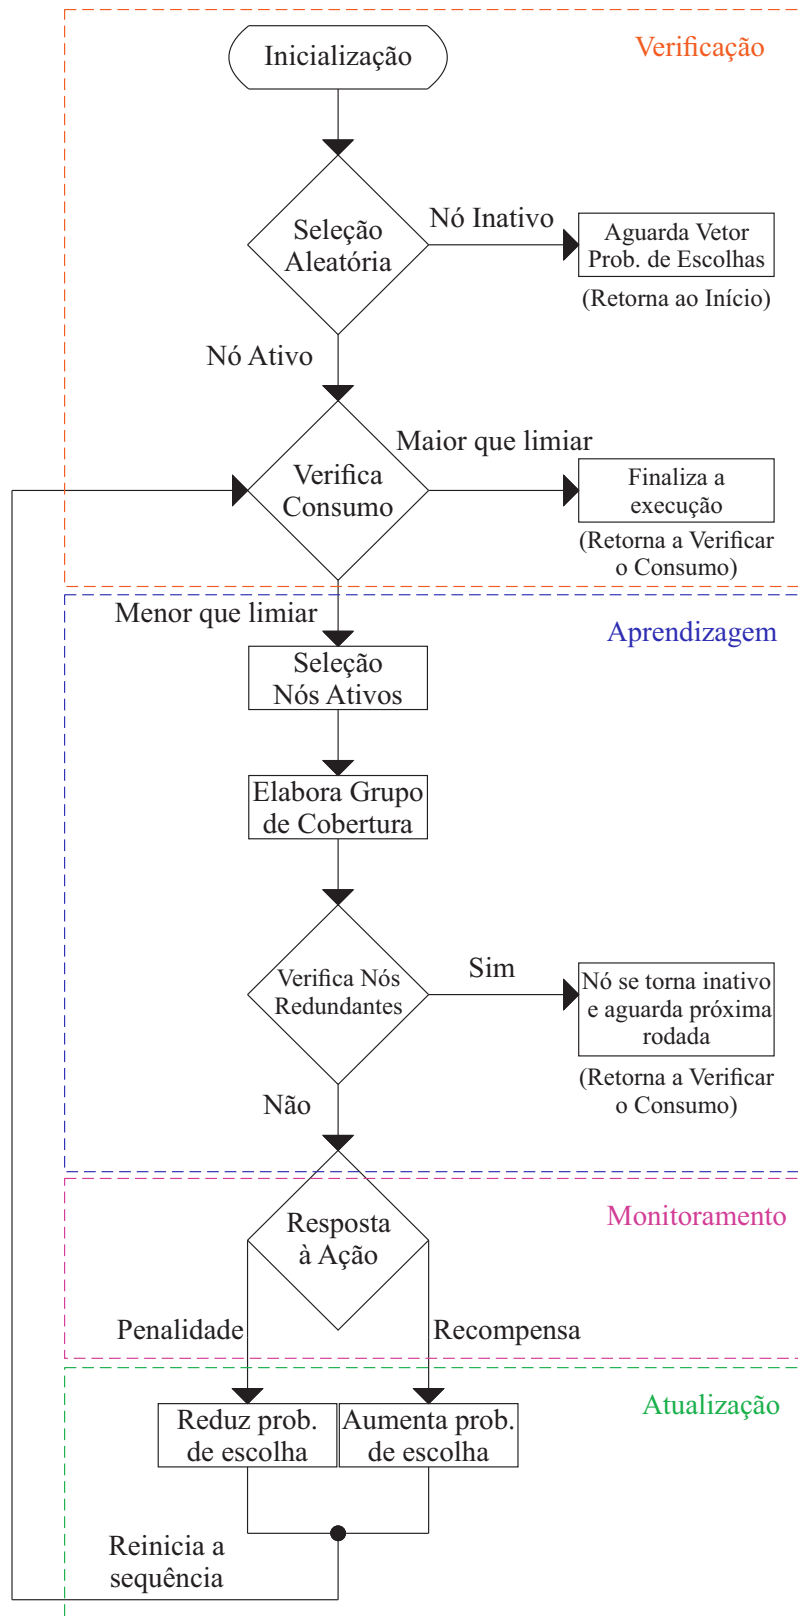 Inicialização
Verificação
Seleção
Aleatória
Nó Inativo
Aguarda Vetor
Prob. de Escolhas
(Retorna ao Início)
Nó Ativo
Verifica
Consumo
Maior que limiar
Finaliza a
execução
(Retorna a Verificar
o Consumo)
Menor que limiar
Aprendizagem
Seleção
Nós Ativos
Elabora Grupo
de Cobertura
Verifica Nós
Redundantes
Sim
Nó se torna inativo
e aguarda próxima
rodada
(Retorna a Verificar
o Consumo)
Não
Resposta
à Ação
Monitoramento
Penalidade
Recompensa
Atualização
Reduz prob.
de escolha
Aumenta prob.
de escolha
Reinicia a
sequência